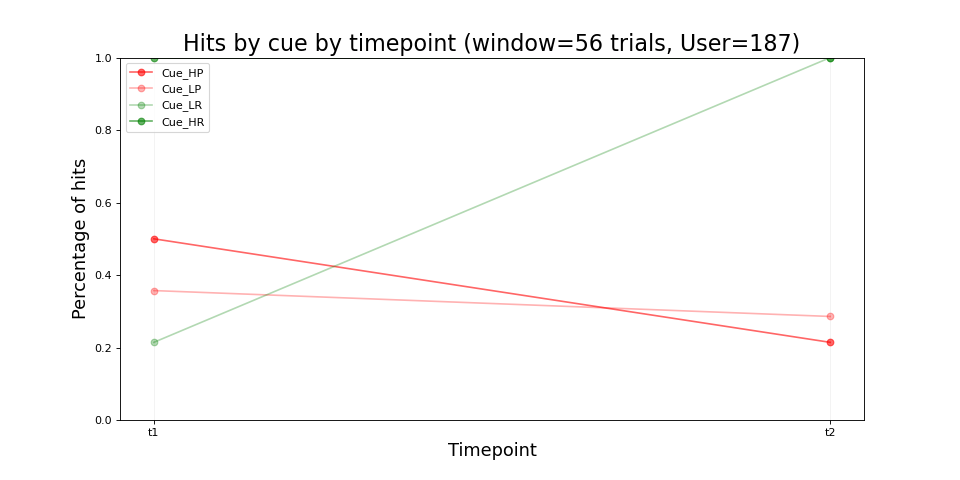 Hits by cue by timepoint (window=56 trials, User=187)
Percentage of hits
1.0
0.8
0.6
0.4
0.2
0.0
Cue_HP
Cue_LP
Cue_LR
Cue_HR
t1
t2
Timepoint